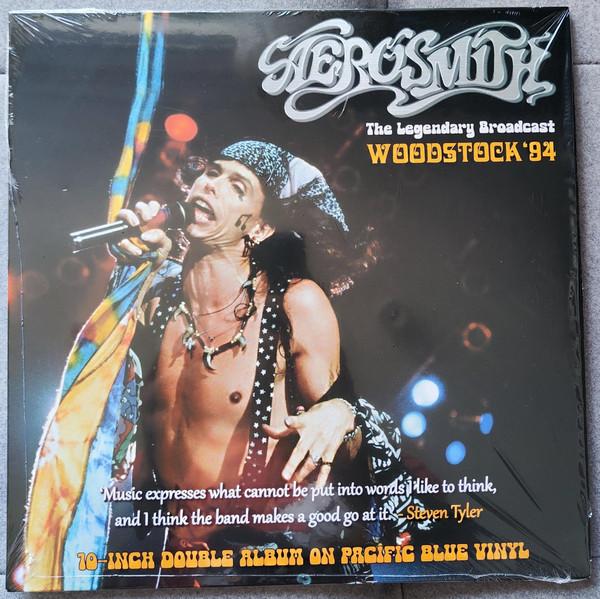 AEROSMITH
The Legendary Broadcast
WOODSTOCK '94
'Music expresses what cannot be put into words I like to think,
and I think the band makes a good go at it.' - Steven Tyler
10-INCH DOUBLE ALBUM ON PACIFIC BLUE VINYL